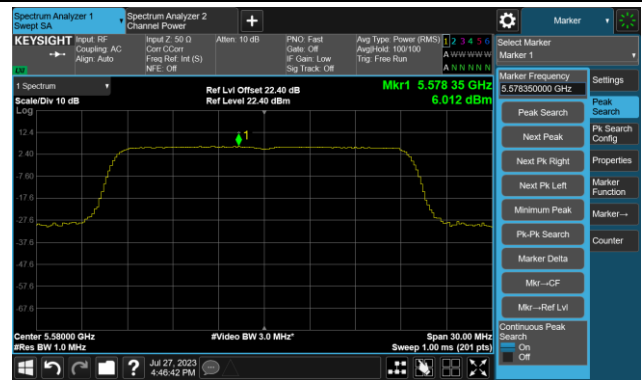 Spectrum Analyzer 1
Swept SA
Spectrum Analyzer 2
Channel Power
+
Marker
KEYSIGHT
Input: RF
Coupling: AC
Align: Auto
Input Z: 50 Ω
Corr CCorr
Freq Ref: Int (S)
NFE: Off
Atten: 10 dB
PNO: Fast
Gate: Off
IF Gain: Low
Sig Track: Off
Avg Type: Power (RMS)
Avg|Hold: 100/100
Trig: Free Run
1 2 3 4 5 6
A W W W W W
A N N N N N
LW
Select Marker
Marker 1
1 Spectrum
Scale/Div 10 dB
Log
Ref Lvl Offset 22.40 dB
Ref Level 22.40 dBm
Mkr1 5.578 35 GHz
6.012 dBm
1
12.4
2.40
-7.60
-17.6
-27.6
-37.6
-47.6
-57.6
-67.6
Center 5.58000 GHz
#Res BW 1.0 MHz
#Video BW 3.0 MHz*
Span 30.00 MHz
Sweep 1.00 ms (201 pts)
Marker Frequency
5.578350000 GHz
Peak Search
Next Peak
Next Pk Right
Next Pk Left
Minimum Peak
Pk-Pk Search
Marker Delta
Mkr→CF
Mkr→Ref Lvl
Continuous Peak
Search
On
Off
Settings
Peak
Search
Pk Search
Config
Properties
Marker
Function
Marker→
Counter
?
Jul 27, 2023
4:46:42 PM